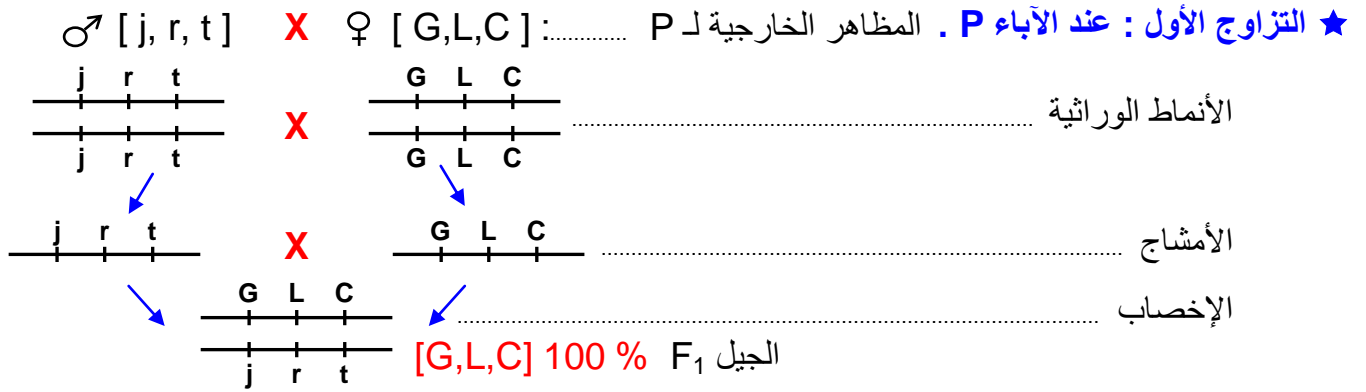 ★ التزاوج الأول : عند الآباء P . المظاهر الخارجية لـ P ............: ♀ [ G,L,C ] X ♂ [ j, r, t ]
j r t G L C
الأنماط الوراثية ............ X
j r t G L C
j r t G L C
الأمشاج ............ X
G L C
الإخصاب ............
الجيل F₁ [G,L,C] 100 %
j r t